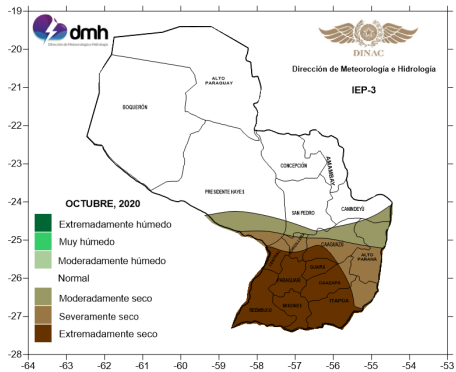 dmh
Dirección de Meteorología e Hidrología
DINAC
Dirección de Meteorología e Hidrología
IEP-3
-19
-20
-21
-22
-23
-24
-25
-26
-27
-28
ALTO
PARAGUAY
BOQUERÓN
CONCEPCIÓN
AMAMBAY
PRESIDENTE HAYES
SAN PEDRO
CANINDEYÚ
CAAGUAZÚ
ALTO
PARANÁ
GUAIRÁ
PARAGUARÍ
CAAZAPÁ
ÑEEMBUCÚ
MISIONES
ITAPÚA
OCTUBRE, 2020
Extremadamente húmedo
Muy húmedo
Moderadamente húmedo
Normal
Moderadamente seco
Severamente seco
Extremadamente seco
-64 -63 -62 -61 -60 -59 -58 -57 -56 -55 -54 -53